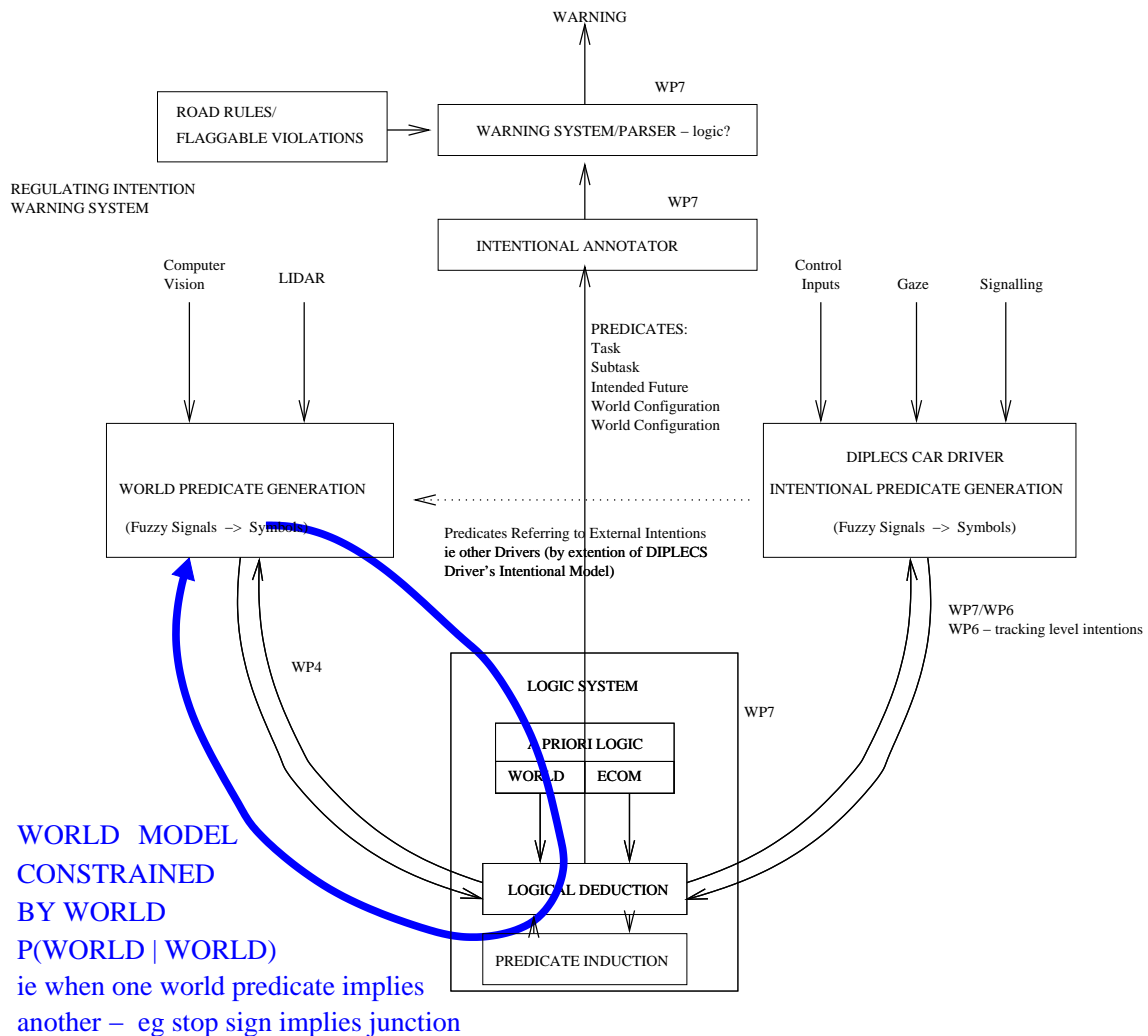 WARNING
WP7
ROAD RULES/
FLAGGABLE VIOLATIONS
WARNING SYSTEM/PARSER – logic?
REGULATING INTENTION
WARNING SYSTEM
WP7
INTENTIONAL ANNOTATOR
Computer
Vision
LIDAR
Control
Inputs
Gaze
Signalling
PREDICATES:
Task
Subtask
Intended Future
World Configuration
World Configuration
WORLD PREDICATE GENERATION
(Fuzzy Signals –> Symbols)
DIPLECS CAR DRIVER
INTENTIONAL PREDICATE GENERATION
(Fuzzy Signals –> Symbols)
Predicates Referring to External Intentions
ie other Drivers (by extention of DIPLECS
Driver's Intentional Model)
WP7/WP6
WP6 – tracking level intentions
WP4
LOGIC SYSTEM
WP7
A PRIORI LOGIC
WORLD
ECOM
LOGICAL DEDUCTION
PREDICATE INDUCTION
WORLD MODEL
CONSTRAINED
BY WORLD
P(WORLD | WORLD)
ie when one world predicate implies
another – eg stop sign implies junction